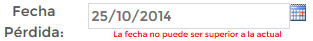 Fecha
Pérdida:
25/10/2014
La fecha no puede ser superior a la actual